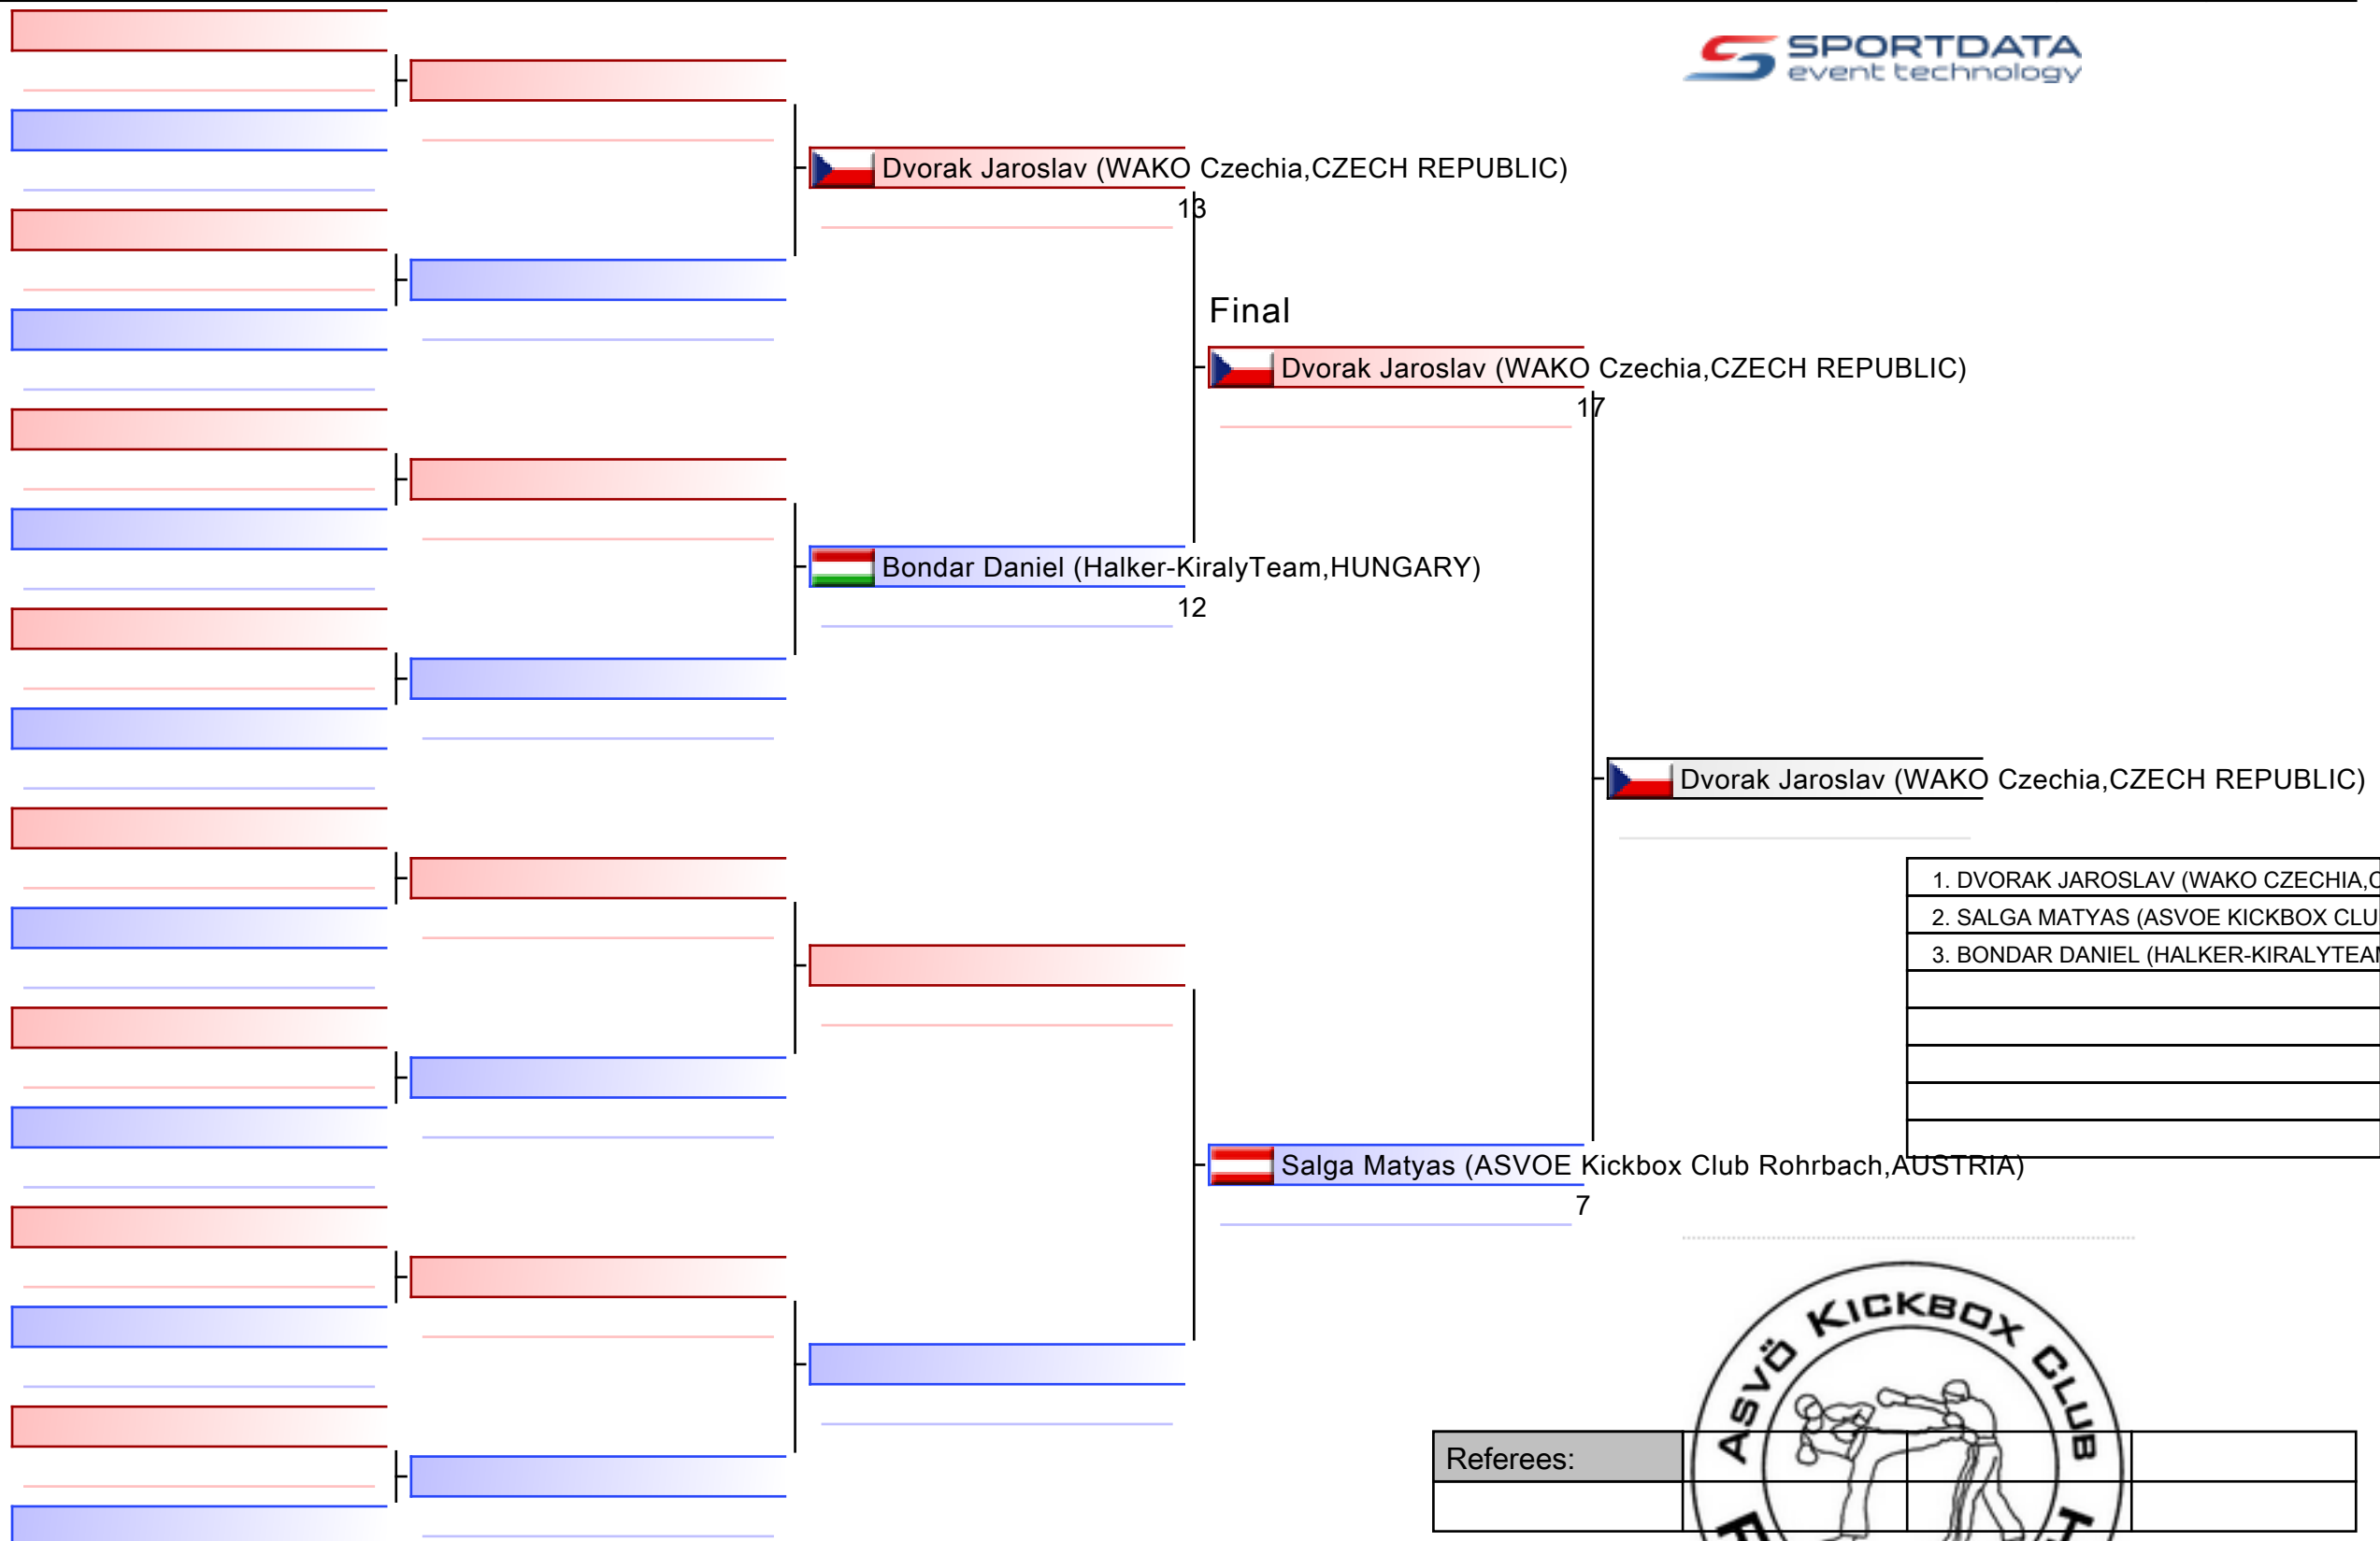 SPORTDATA
event technology
Dvorak Jaroslav (WAKO Czechia,CZECH REPUBLIC)
13
Final
Dvorak Jaroslav (WAKO Czechia,CZECH REPUBLIC)
17
Bondar Daniel (Halker-KiralyTeam,HUNGARY)
12
Dvorak Jaroslav (WAKO Czechia,CZECH REPUBLIC)
1. DVORAK JAROSLAV (WAKO CZECHIA,
2. SALGA MATYAS (ASVOE KICKBOX CLU
3. BONDAR DANIEL (HALKER-KIRALYTEA
Salga Matyas (ASVOE Kickbox Club Rohrbach,AUSTRIA)
7
ASVÖ KICKBOX CLUB
Referees: